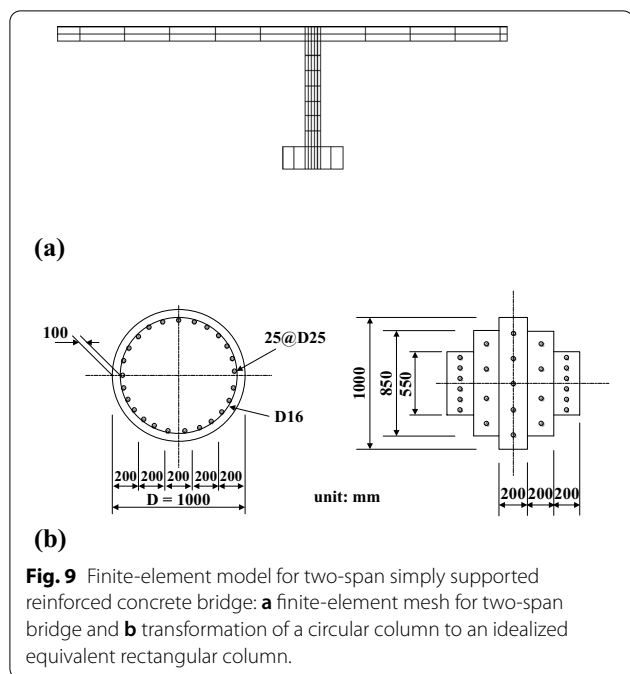 (a)
100
25@D25
D16
200 200 200 200 200
D = 1000
1000
850
550
200 200 200
unit: mm
(b)
Fig. 9 Finite-element model for two-span simply supported
reinforced concrete bridge: a finite-element mesh for two-span
bridge and b transformation of a circular column to an idealized
equivalent rectangular column.